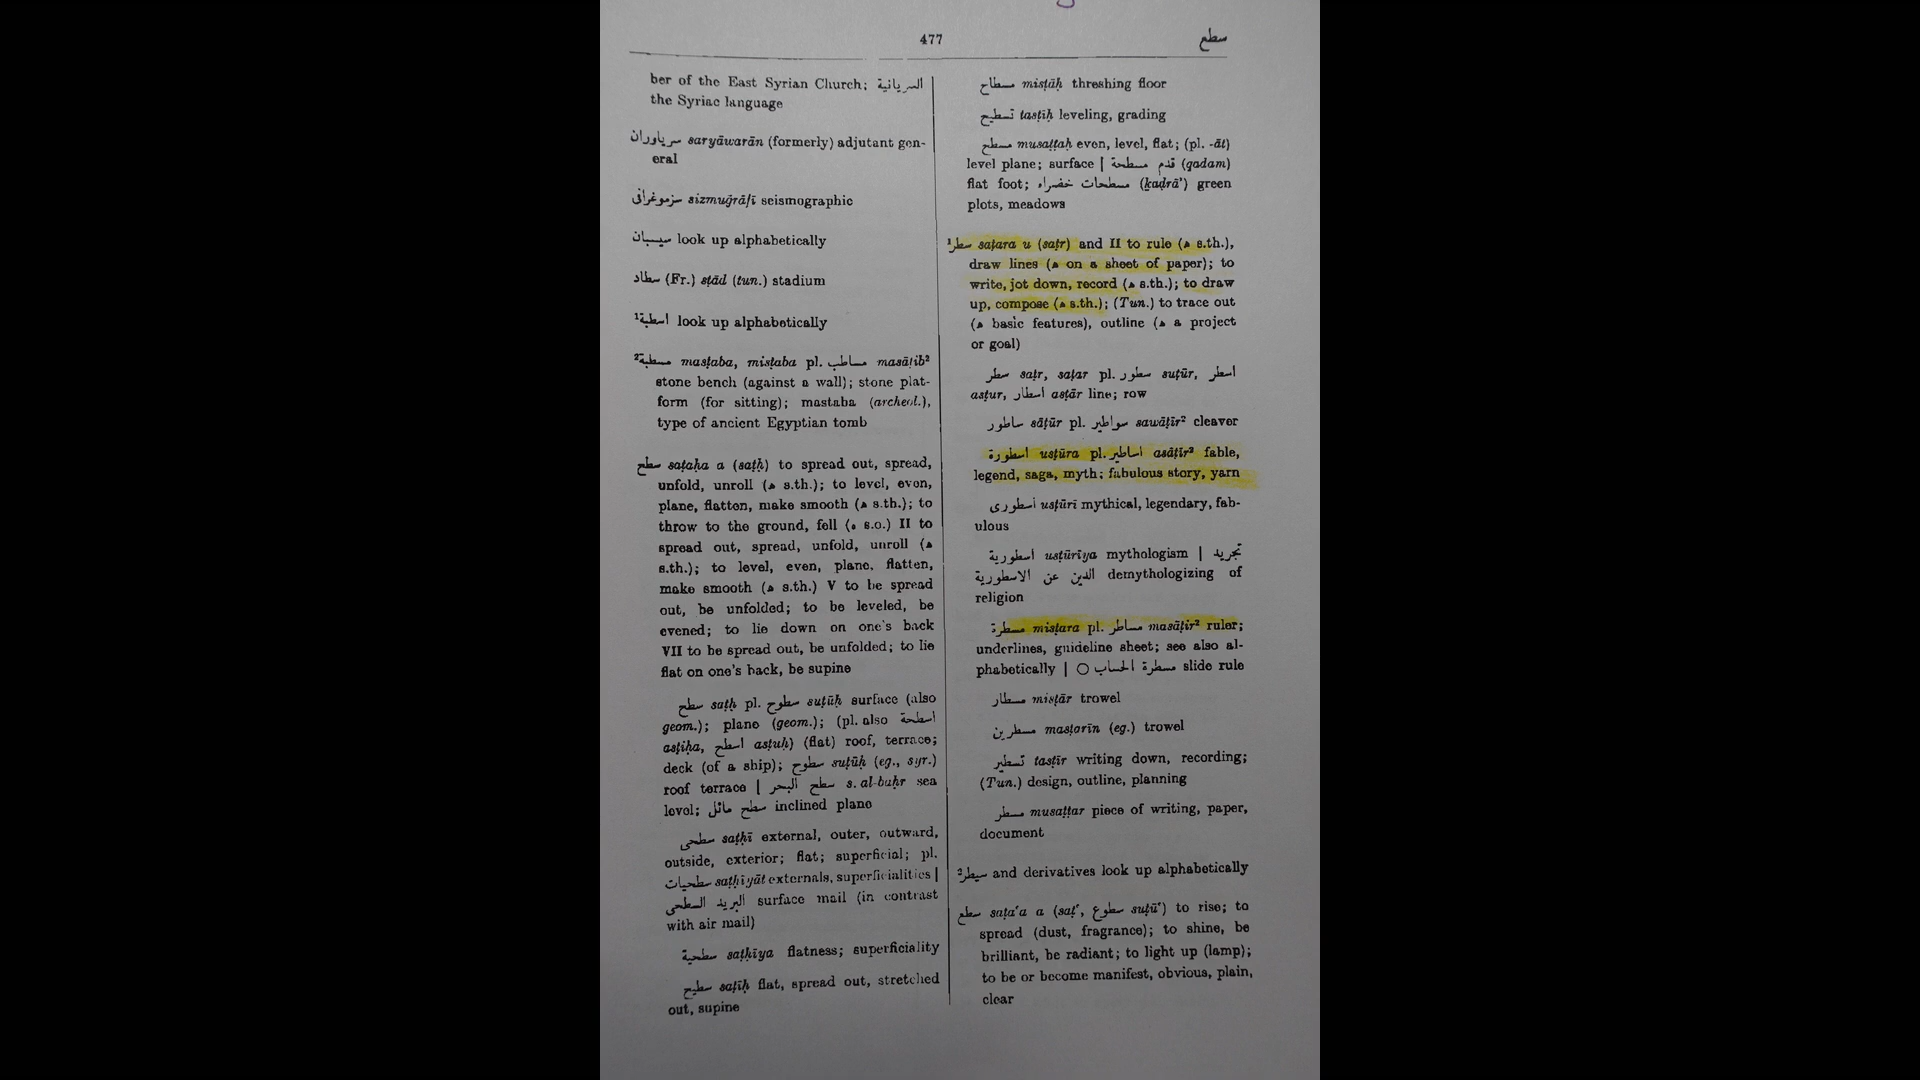 477
سطع
ber of the East Syrian Church; السريانية
the Syriac language
سرياوران saryāwarān (formerly) adjutant gen-
eral
سزموغرافى sizmuḡrāfī seismographic
سيسبان look up alphabetically
سطاد (Fr.) stād (tun.) stadium
¹اسطبة look up alphabetically
²مسطبة masṭaba, misṭaba pl. مساطب masāṭib²
stone bench (against a wall); stone plat-
form (for sitting); mastaba (archeol.),
type of ancient Egyptian tomb
سطح saṭaḥa a (saṭḥ) to spread out, spread,
unfold, unroll (ه s.th.); to level, even,
plane, flatten, make smooth (ه s.th.); to
throw to the ground, fell (ه s.o.) II to
spread out, spread, unfold, unroll (ه
s.th.); to level, even, plane, flatten,
make smooth (ه s.th.) V to be spread
out, be unfolded; to be leveled, be
evened; to lie down on one's back
VII to be spread out, be unfolded; to lie
flat on one's back, be supine
سطح saṭḥ pl. سطوح suṭūḥ surface (also
geom.); plane (geom.); (pl. also اسطحة
asṭiḥa, اسطح asṭuḥ) (flat) roof, terrace;
deck (of a ship); سطوح suṭūḥ (eg., syr.)
roof terrace | سطح البحر s. al-baḥr sea
level; سطح مائل inclined plane
سطحى saṭḥī external, outer, outward,
outside, exterior; flat; superficial; pl.
سطحيات saṭḥīyāt externals, superficialities |
البريد السطحى surface mail (in contrast
with air mail)
سطحية saṭḥīya flatness; superficiality
سطيح saṭīḥ flat, spread out, stretched
out, supine
مسطاح misṭāḥ threshing floor
تسطيح tasṭīḥ leveling, grading
مسطح musaṭṭaḥ even, level, flat; (pl. -āt)
level plane; surface | قدم مسطحة (qadam)
flat foot; مسطحات خضراء (ḵaḍrā') green
plots, meadows
¹سطر saṭara u (saṭr) and II to rule (ه s.th.),
draw lines (ه on a sheet of paper); to
write, jot down, record (ه s.th.); to draw
up, compose (ه s.th.); (Tun.) to trace out
(ه basic features), outline (ه a project
or goal)
سطر saṭr, saṭar pl. سطور suṭūr, اسطر
asṭur, اسطار asṭār line; row
ساطور sāṭūr pl. سواطير sawāṭīr² cleaver
اسطورة usṭūra pl. اساطير asāṭīr² fable,
legend, saga, myth; fabulous story, yarn
اسطورى usṭūrī mythical, legendary, fab-
ulous
اسطورية usṭūrīya mythologism | تجريد
الدين عن الاسطورية demythologizing of
religion
مسطرة misṭara pl. مساطر masāṭir² ruler;
underlines, guideline sheet; see also al-
phabetically | ○ مسطرة الحساب slide rule
مسطار misṭār trowel
مسطرين masṭarīn (eg.) trowel
تسطير tasṭīr writing down, recording;
(Tun.) design, outline, planning
مسطر musaṭṭar piece of writing, paper,
document
²سيطر and derivatives look up alphabetically
سطع saṭa‘a a (saṭ‘, سطوع suṭū‘) to rise; to
spread (dust, fragrance); to shine, be
brilliant, be radiant; to light up (lamp);
to be or become manifest, obvious, plain,
clear